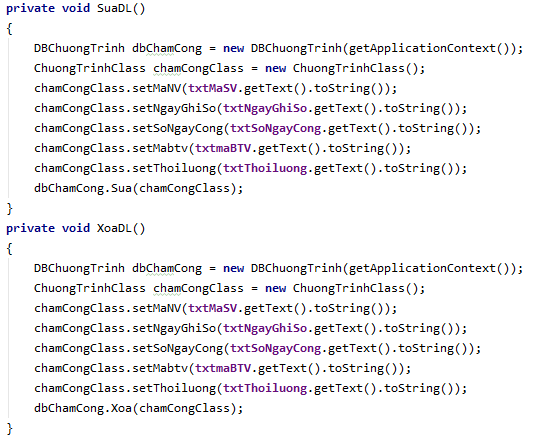 private void SuaDL()
{
    DBChuongTrinh dbChamCong = new DBChuongTrinh(getApplicationContext());
    ChuongTrinhClass chamCongClass = new ChuongTrinhClass();
    chamCongClass.setMaNV(txtMaSV.getText().toString());
    chamCongClass.setNgayGhiSo(txtNgayGhiSo.getText().toString());
    chamCongClass.setSoNgayCong(txtSoNgayCong.getText().toString());
    chamCongClass.setMabtv(txtmaBTV.getText().toString());
    chamCongClass.setThoiluong(txtThoiluong.getText().toString());
    dbChamCong.Sua(chamCongClass);
}
private void XoaDL()
{
    DBChuongTrinh dbChamCong = new DBChuongTrinh(getApplicationContext());
    ChuongTrinhClass chamCongClass = new ChuongTrinhClass();
    chamCongClass.setMaNV(txtMaSV.getText().toString());
    chamCongClass.setNgayGhiSo(txtNgayGhiSo.getText().toString());
    chamCongClass.setSoNgayCong(txtSoNgayCong.getText().toString());
    chamCongClass.setMabtv(txtmaBTV.getText().toString());
    chamCongClass.setThoiluong(txtThoiluong.getText().toString());
    dbChamCong.Xoa(chamCongClass);
}